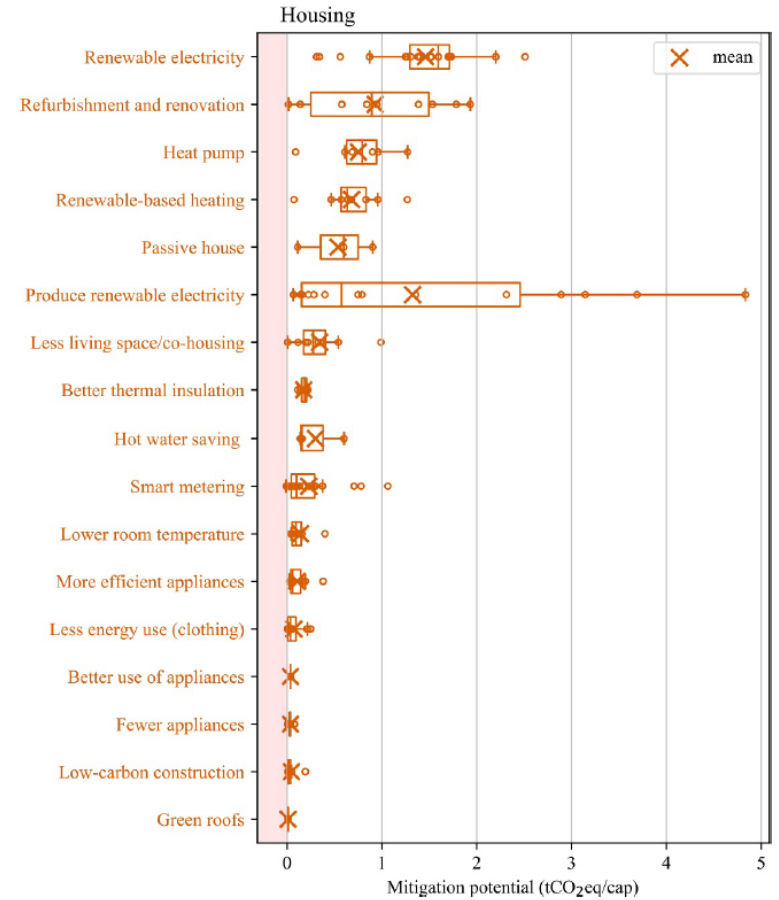 Housing
mean
Renewable electricity
Refurbishment and renovation
Heat pump
Renewable-based heating
Passive house
Produce renewable electricity
Less living space/co-housing
Better thermal insulation
Hot water saving
Smart metering
Lower room temperature
More efficient appliances
Less energy use (clothing)
Better use of appliances
Fewer appliances
Low-carbon construction
Green roofs
0 1 2 3 4 5
Mitigation potential (tCO₂eq/cap)